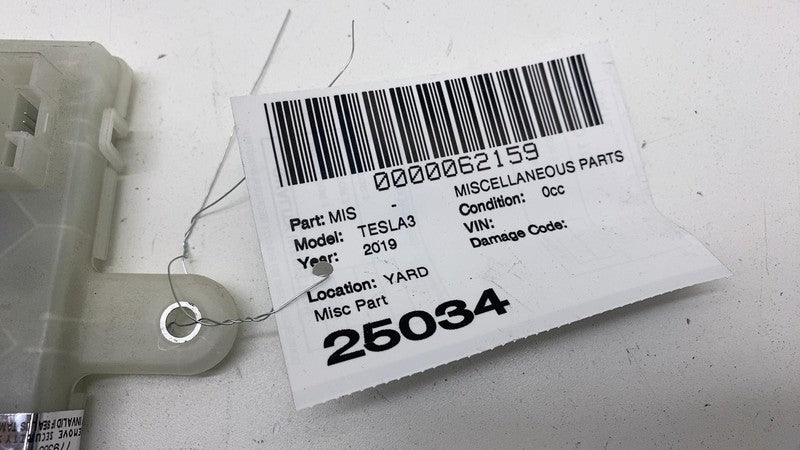 0000062159
Part: MIS - MISCELLANEOUS PARTS
Model: TESLA3 Condition: 0cc
Year: 2019 VIN:
Damage Code:
Location: YARD
Misc Part
25034